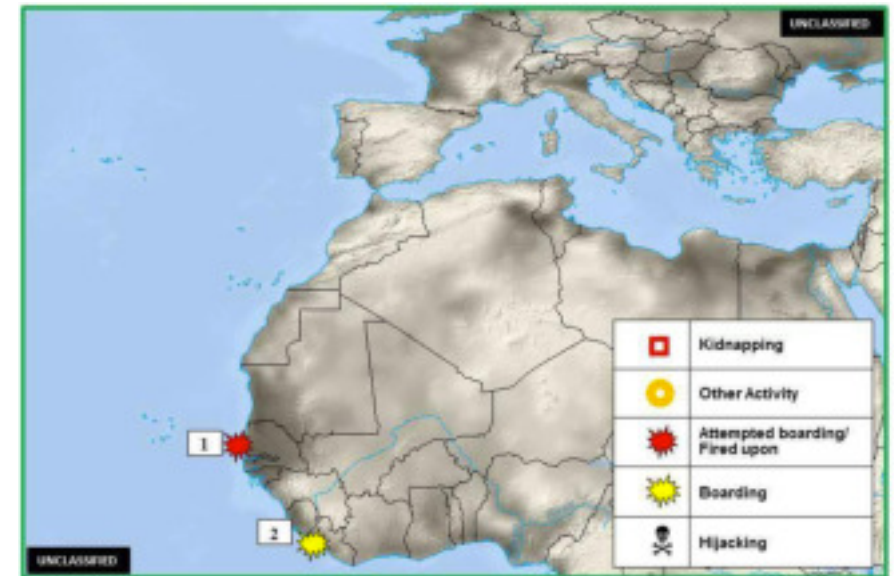 UNCLASSIFIED
1
2
Kidnapping
Other Activity
Attempted boarding/
Fired upon
Boarding
Hijacking
UNCLASSIFIED